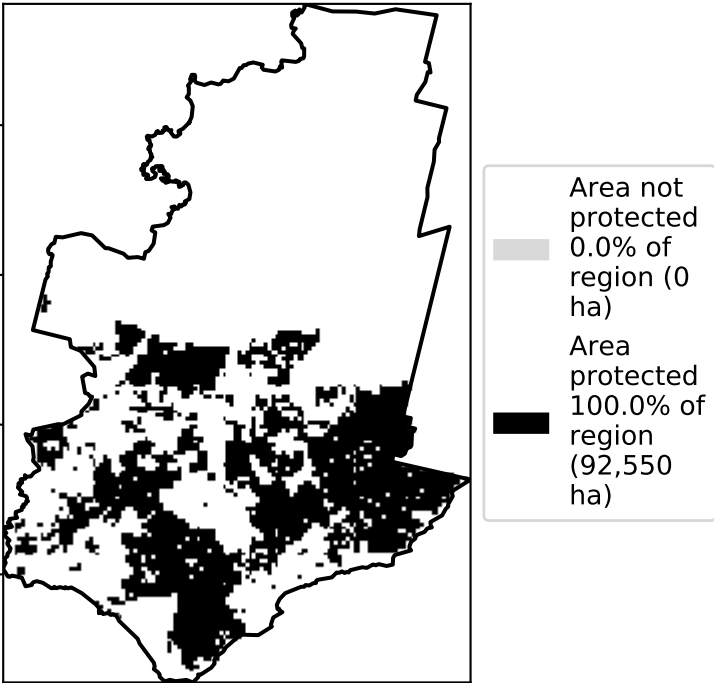 Area not
protected
0.0% of
region (0
ha)
Area
protected
100.0% of
region
(92,550
ha)